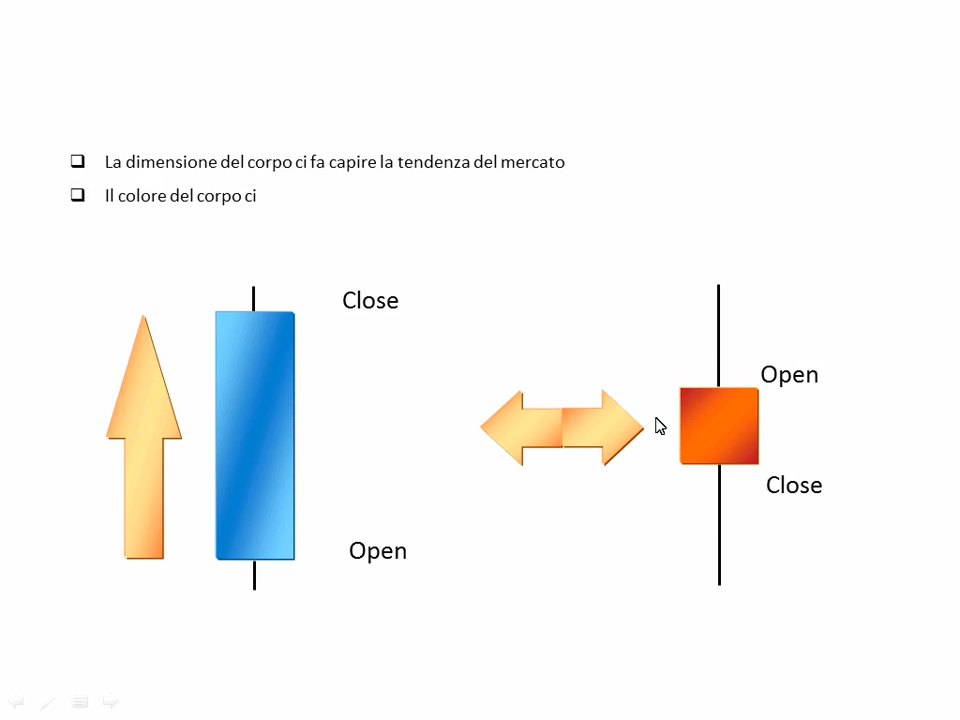 La dimensione del corpo ci fa capire la tendenza del mercato
Il colore del corpo ci
Close
Open
Open
Close